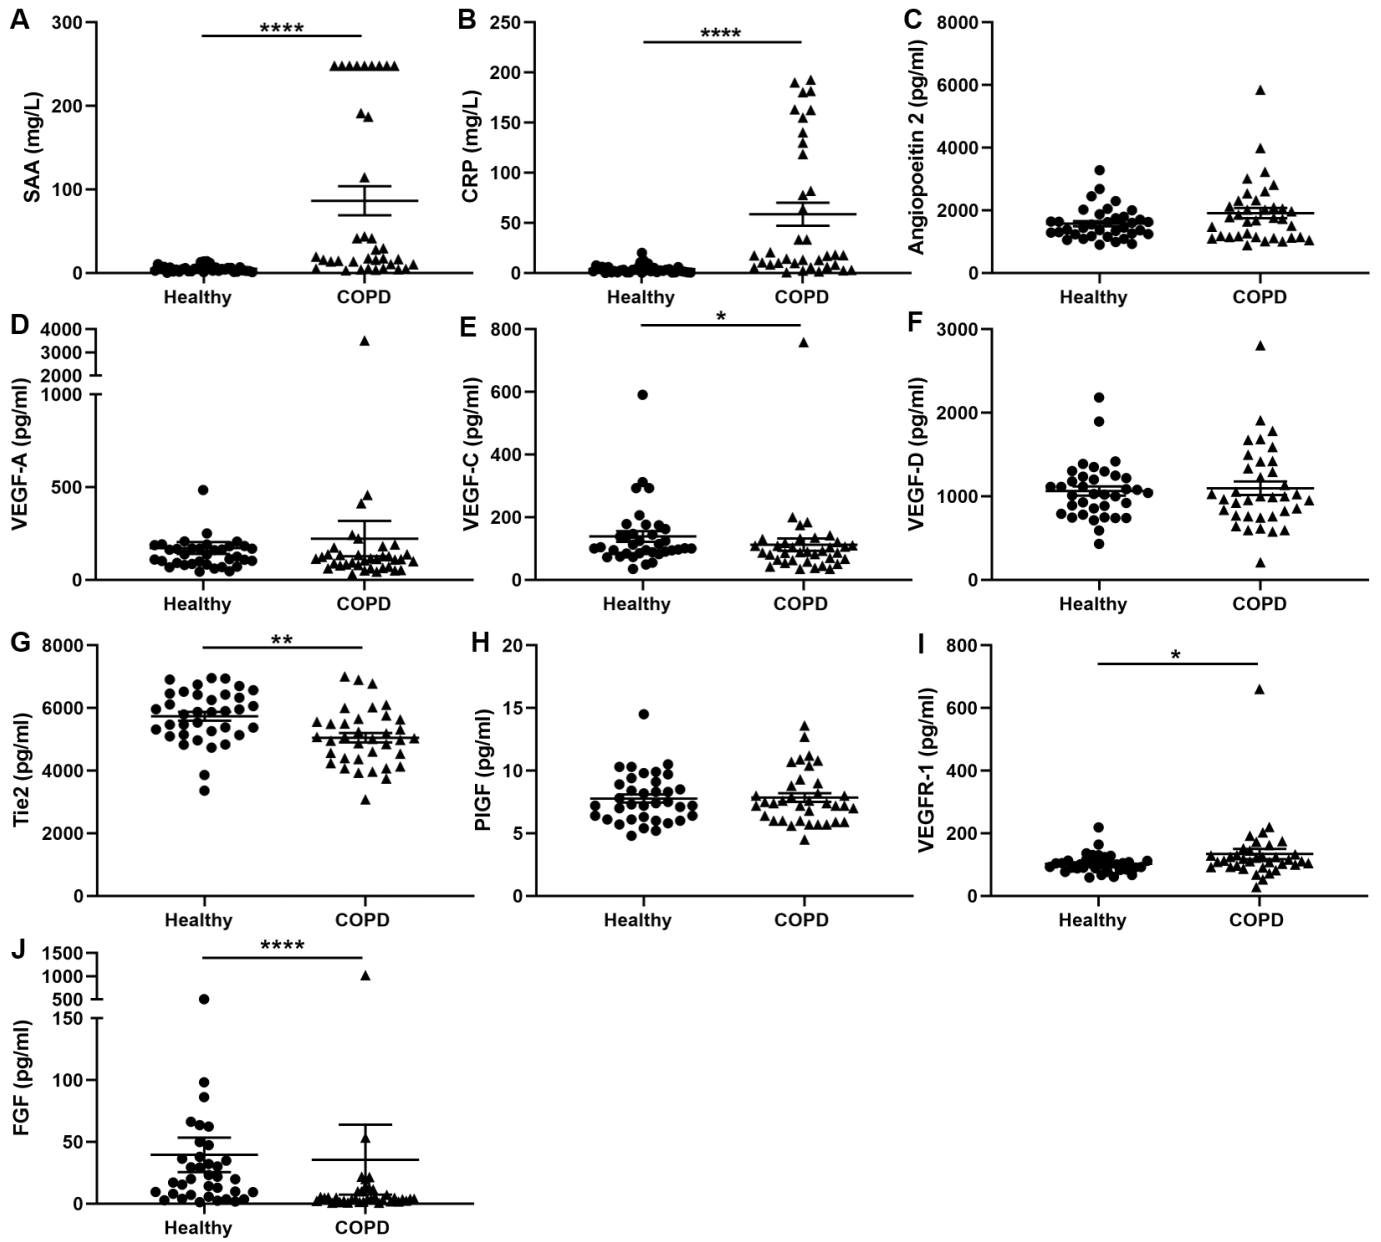 A
SAA (mg/L)
300
200
100
0
****
Healthy
COPD
B
CRP (mg/L)
250
200
150
100
50
0
****
Healthy
COPD
C
Angiopoeitin 2 (pg/ml)
8000
6000
4000
2000
0
Healthy
COPD
D
VEGF-A (pg/ml)
4000
3000
2000
1000
500
0
Healthy
COPD
E
VEGF-C (pg/ml)
800
600
400
200
0
*
Healthy
COPD
F
VEGF-D (pg/ml)
3000
2000
1000
0
Healthy
COPD
G
Tie2 (pg/ml)
8000
6000
4000
2000
0
**
Healthy
COPD
H
PlGF (pg/ml)
20
15
10
5
0
Healthy
COPD
I
VEGFR-1 (pg/ml)
800
600
400
200
0
*
Healthy
COPD
J
FGF (pg/ml)
1500
1000
500
150
100
50
0
****
Healthy
COPD